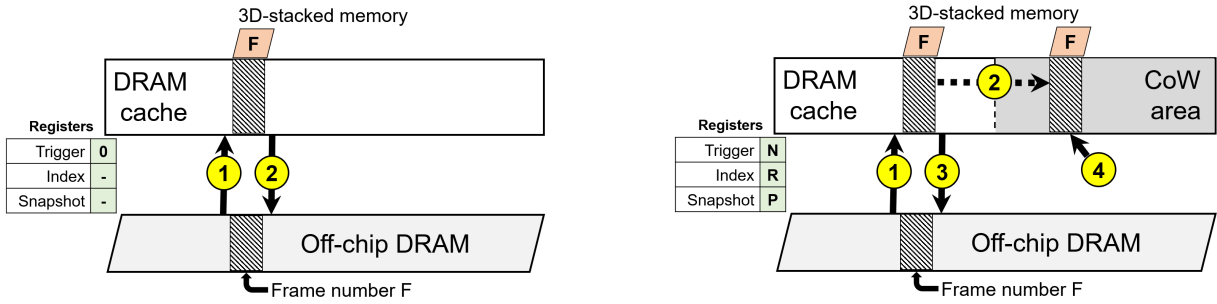 3D-stacked memory
F
DRAM
cache
Registers
Trigger 0
Index -
Snapshot -
1
2
Off-chip DRAM
Frame number F
3D-stacked memory
F
F
DRAM
cache
2
CoW
area
Registers
Trigger N
Index R
Snapshot P
1
3
4
Off-chip DRAM
Frame number F